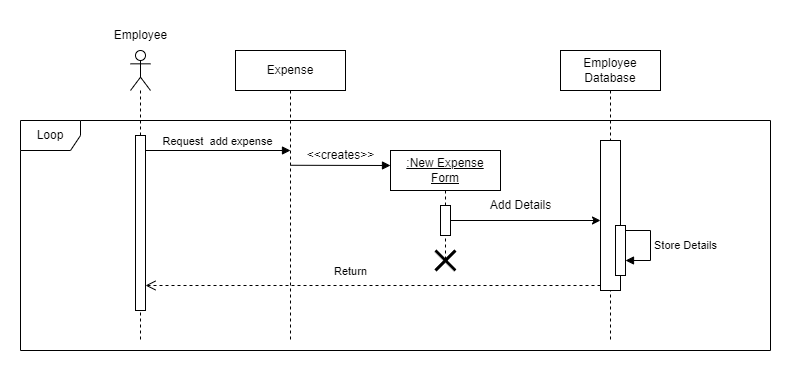 Employee
Expense
Employee
Database
Loop
Request  add expense
<<creates>>
:New Expense
Form
Add Details
Store Details
Return